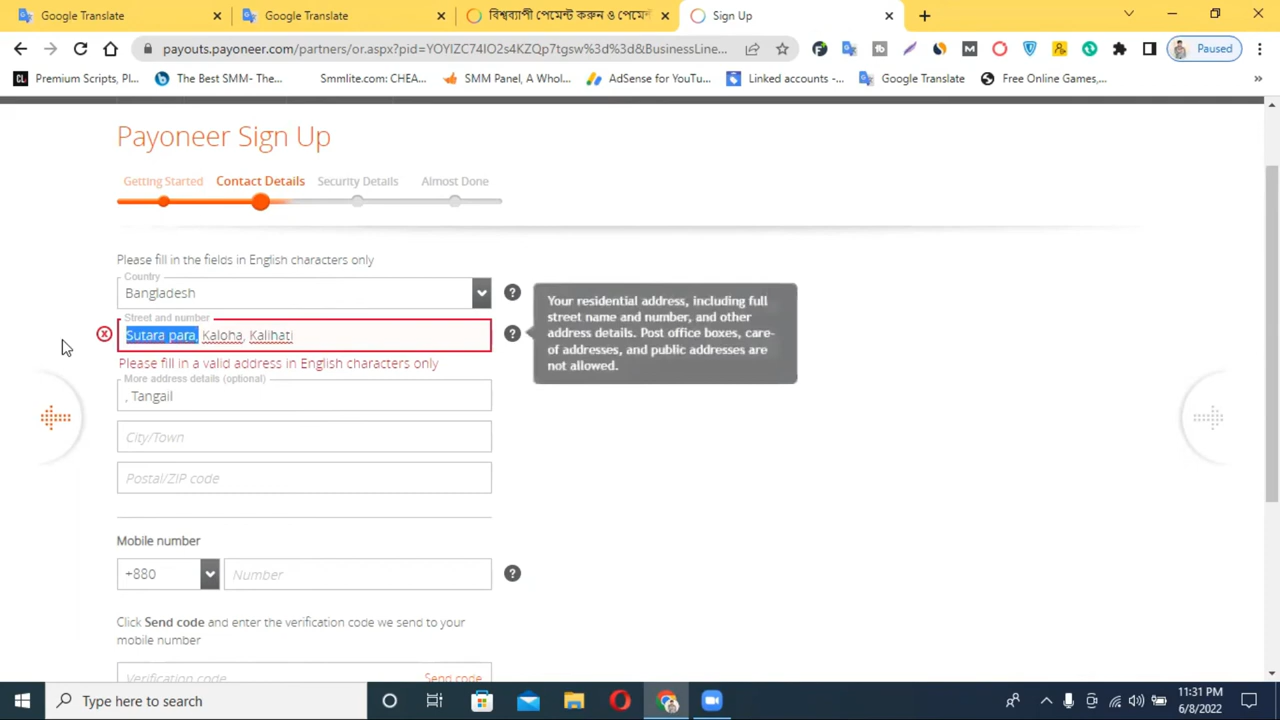 Google Translate
Google Translate
বিশ্বব্যাপী পেমেন্ট করুন ও পেমে
Sign Up
payouts.payoneer.com/partners/or.aspx?pid=YOYIZC74IO2s4KZQp7tgsw%3d%3d&BusinessLine...
Paused
Premium Scripts, Pl...
The Best SMM- The...
Smmlite.com: CHEA...
SMM Panel, A Whol...
AdSense for YouTu...
Linked accounts -...
Google Translate
Free Online Games,...
Payoneer Sign Up
Getting Started
Contact Details
Security Details
Almost Done
Please fill in the fields in English characters only
Country
Bangladesh
Street and number
Sutara para, Kaloha, Kalihati
Please fill in a valid address in English characters only
Your residential address, including full
street name and number, and other
address details. Post office boxes, care-
of addresses, and public addresses are
not allowed.
More address details (optional)
, Tangail
City/Town
Postal/ZIP code
Mobile number
+880
Number
Click Send code and enter the verification code we send to your
mobile number
Verification code
Send code
Type here to search
11:31 PM
6/8/2022